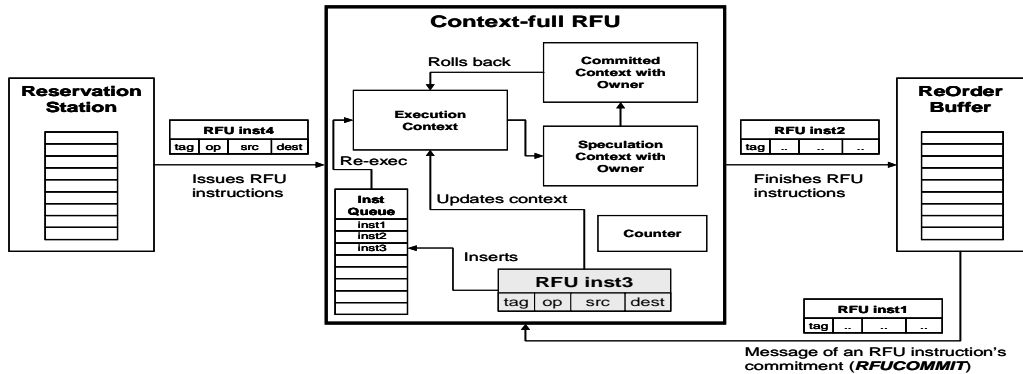 Context-full RFU
Reservation
Station
RFU inst4
tag op src dest
Issues RFU
instructions
Rolls back
Execution
Context
Committed
Context with
Owner
Speculation
Context with
Owner
Re-exec
Inst
Queue
inst1
inst2
inst3
Updates context
Counter
Inserts
RFU inst3
tag op src dest
RFU inst2
tag .. .. ..
Finishes RFU
instructions
ReOrder
Buffer
RFU inst1
tag .. .. ..
Message of an RFU instruction's
commitment (RFUCOMMIT)